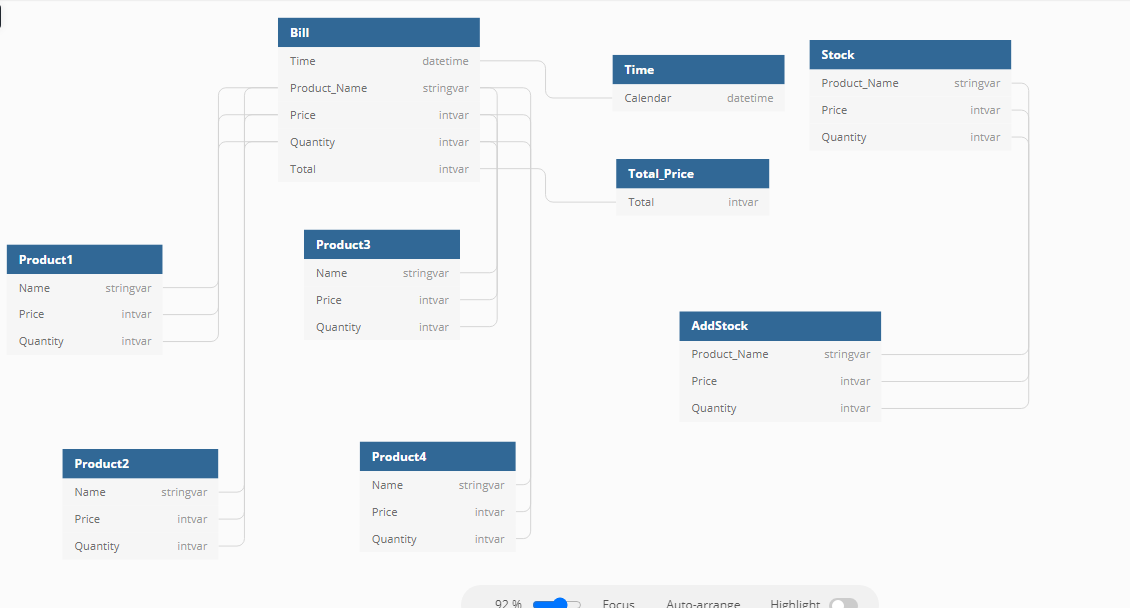 Bill
Time datetime
Product_Name stringvar
Price intvar
Quantity intvar
Total intvar
Time
Calendar datetime
Stock
Product_Name stringvar
Price intvar
Quantity intvar
Total_Price
Total intvar
Product1
Name stringvar
Price intvar
Quantity intvar
Product3
Name stringvar
Price intvar
Quantity intvar
AddStock
Product_Name stringvar
Price intvar
Quantity intvar
Product2
Name stringvar
Price intvar
Quantity intvar
Product4
Name stringvar
Price intvar
Quantity intvar
92 % Focus Auto-arrange Highlight